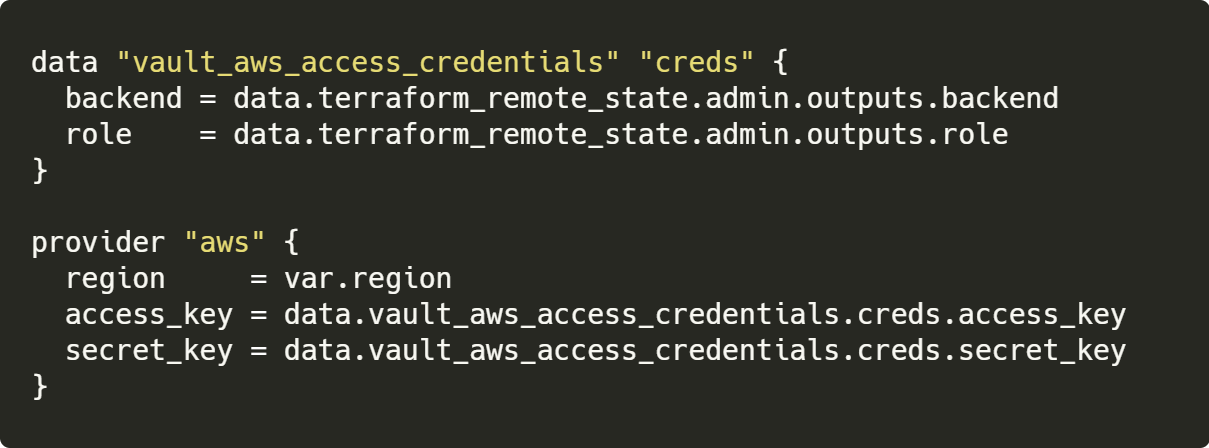 data "vault_aws_access_credentials" "creds" {
  backend = data.terraform_remote_state.admin.outputs.backend
  role    = data.terraform_remote_state.admin.outputs.role
}

provider "aws" {
  region     = var.region
  access_key = data.vault_aws_access_credentials.creds.access_key
  secret_key = data.vault_aws_access_credentials.creds.secret_key
}